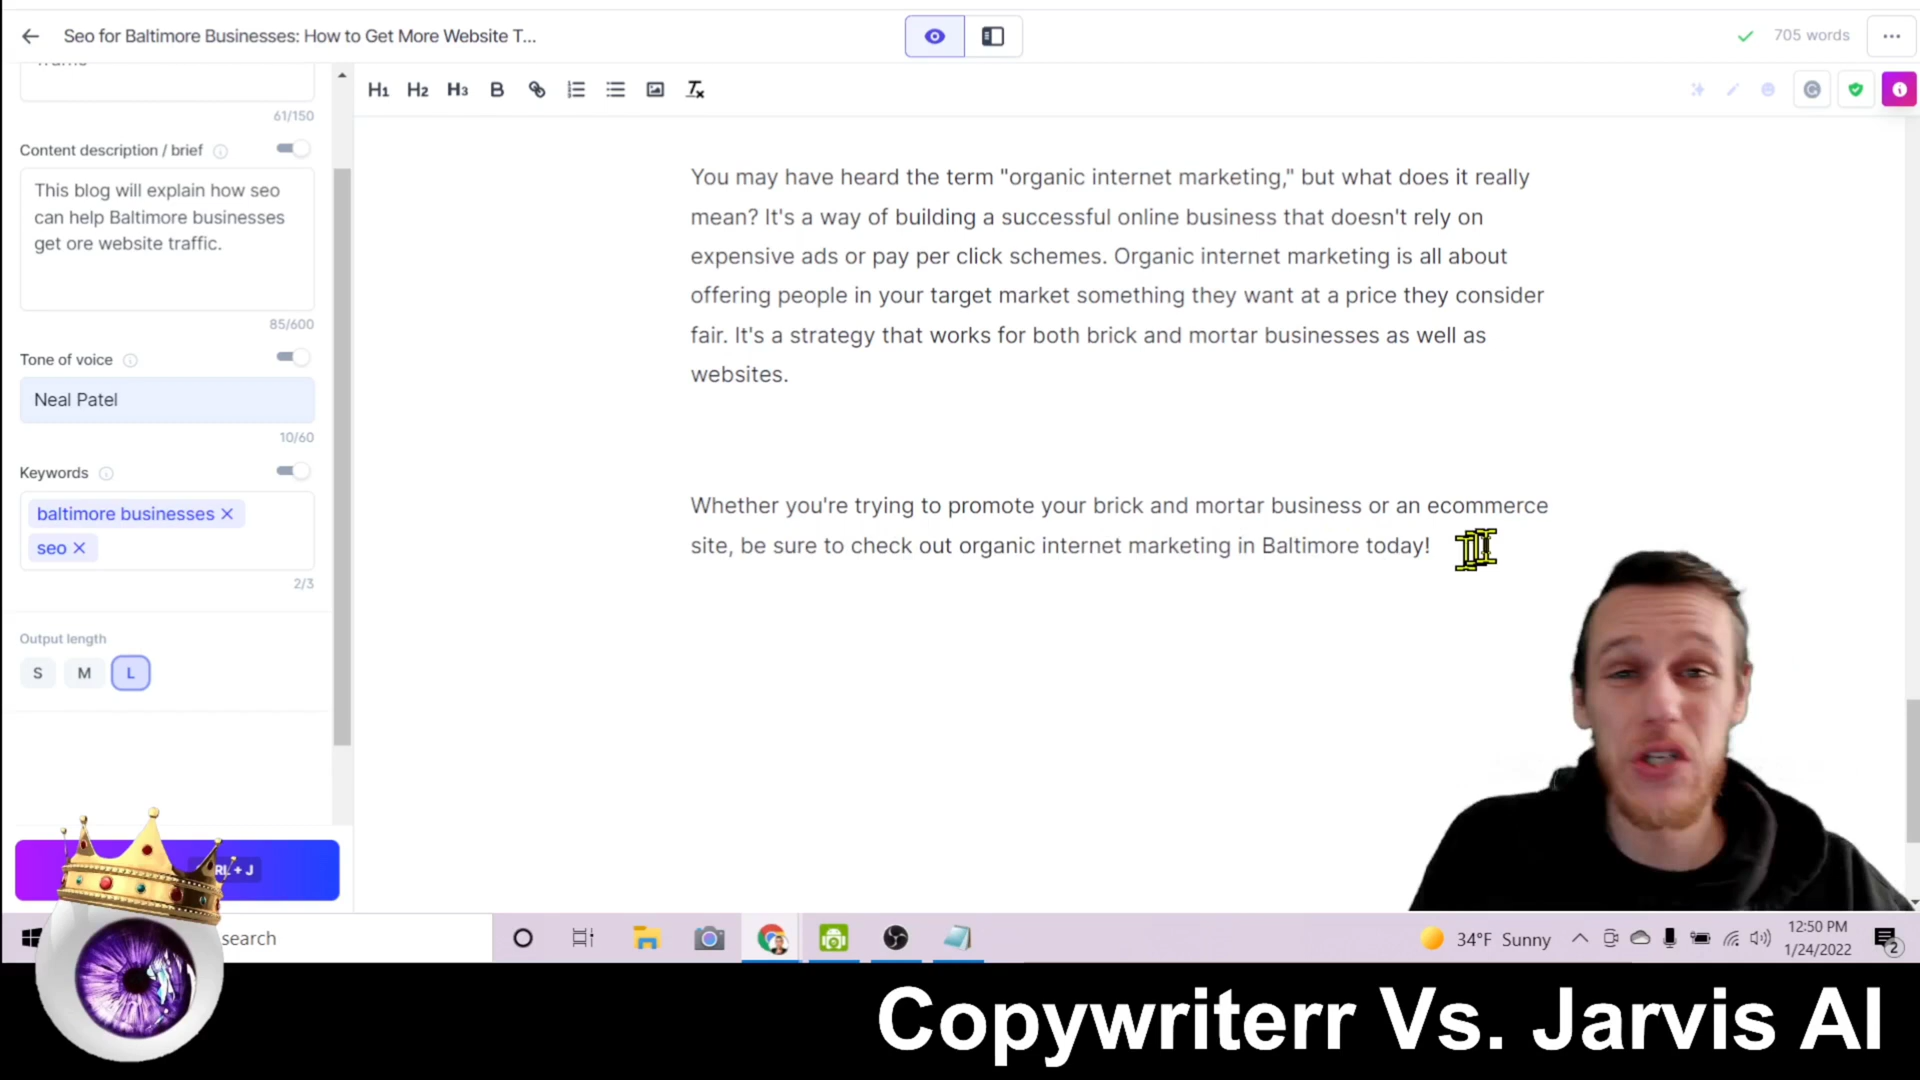 Seo for Baltimore Businesses: How to Get More Website T...
705 words
61/150
H1 H2 H3 B
Content description / brief
This blog will explain how seo
can help Baltimore businesses
get ore website traffic.
85/600
Tone of voice
Neal Patel
10/60
Keywords
baltimore businesses
seo
2/3
Output length
S M L
RL + J
You may have heard the term "organic internet marketing," but what does it really
mean? It's a way of building a successful online business that doesn't rely on
expensive ads or pay per click schemes. Organic internet marketing is all about
offering people in your target market something they want at a price they consider
fair. It's a strategy that works for both brick and mortar businesses as well as
websites.
Whether you're trying to promote your brick and mortar business or an ecommerce
site, be sure to check out organic internet marketing in Baltimore today!
search
34°F Sunny
12:50 PM
1/24/2022
2
Copywriterr Vs. Jarvis AI